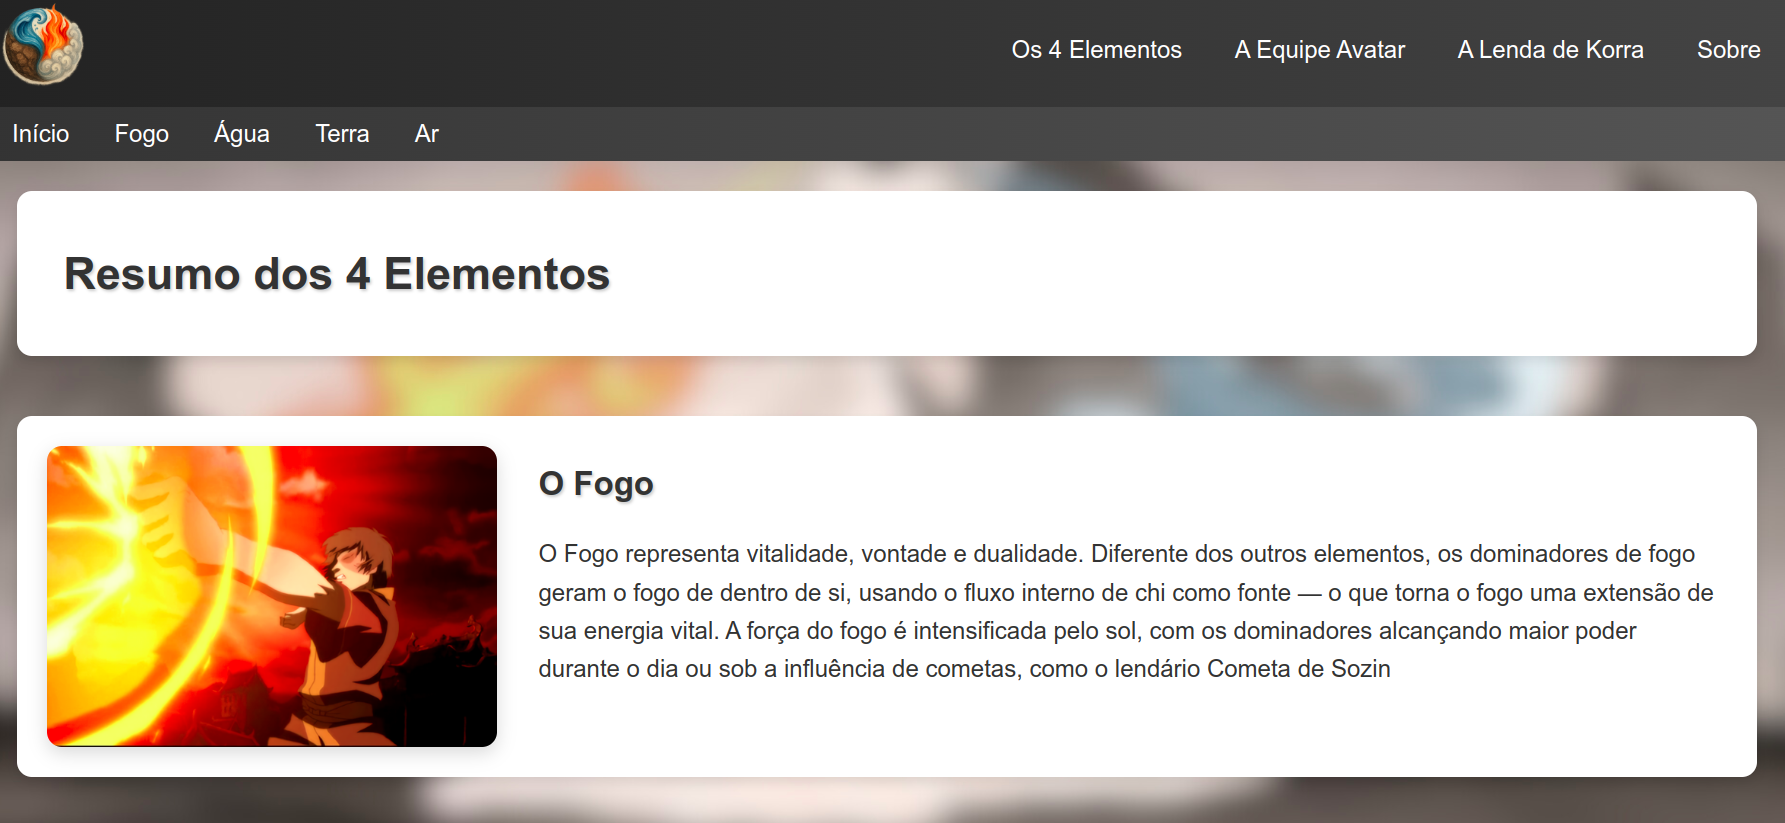 Os 4 Elementos A Equipe Avatar A Lenda de Korra Sobre
Início Fogo Água Terra Ar
Resumo dos 4 Elementos
O Fogo
O Fogo representa vitalidade, vontade e dualidade. Diferente dos outros elementos, os dominadores de fogo
geram o fogo de dentro de si, usando o fluxo interno de chi como fonte — o que torna o fogo uma extensão de
sua energia vital. A força do fogo é intensificada pelo sol, com os dominadores alcançando maior poder
durante o dia ou sob a influência de cometas, como o lendário Cometa de Sozin